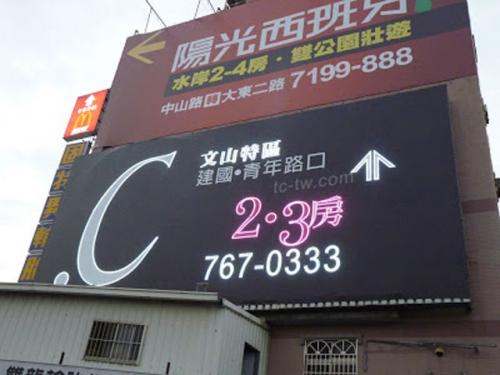 陽光西班牙
水岸2-4房·雙公園壯遊
中山路轉大東二路 7199-888
文山特區
建國·青年路口
tc-tw.com
.C
2·3房
767-0333